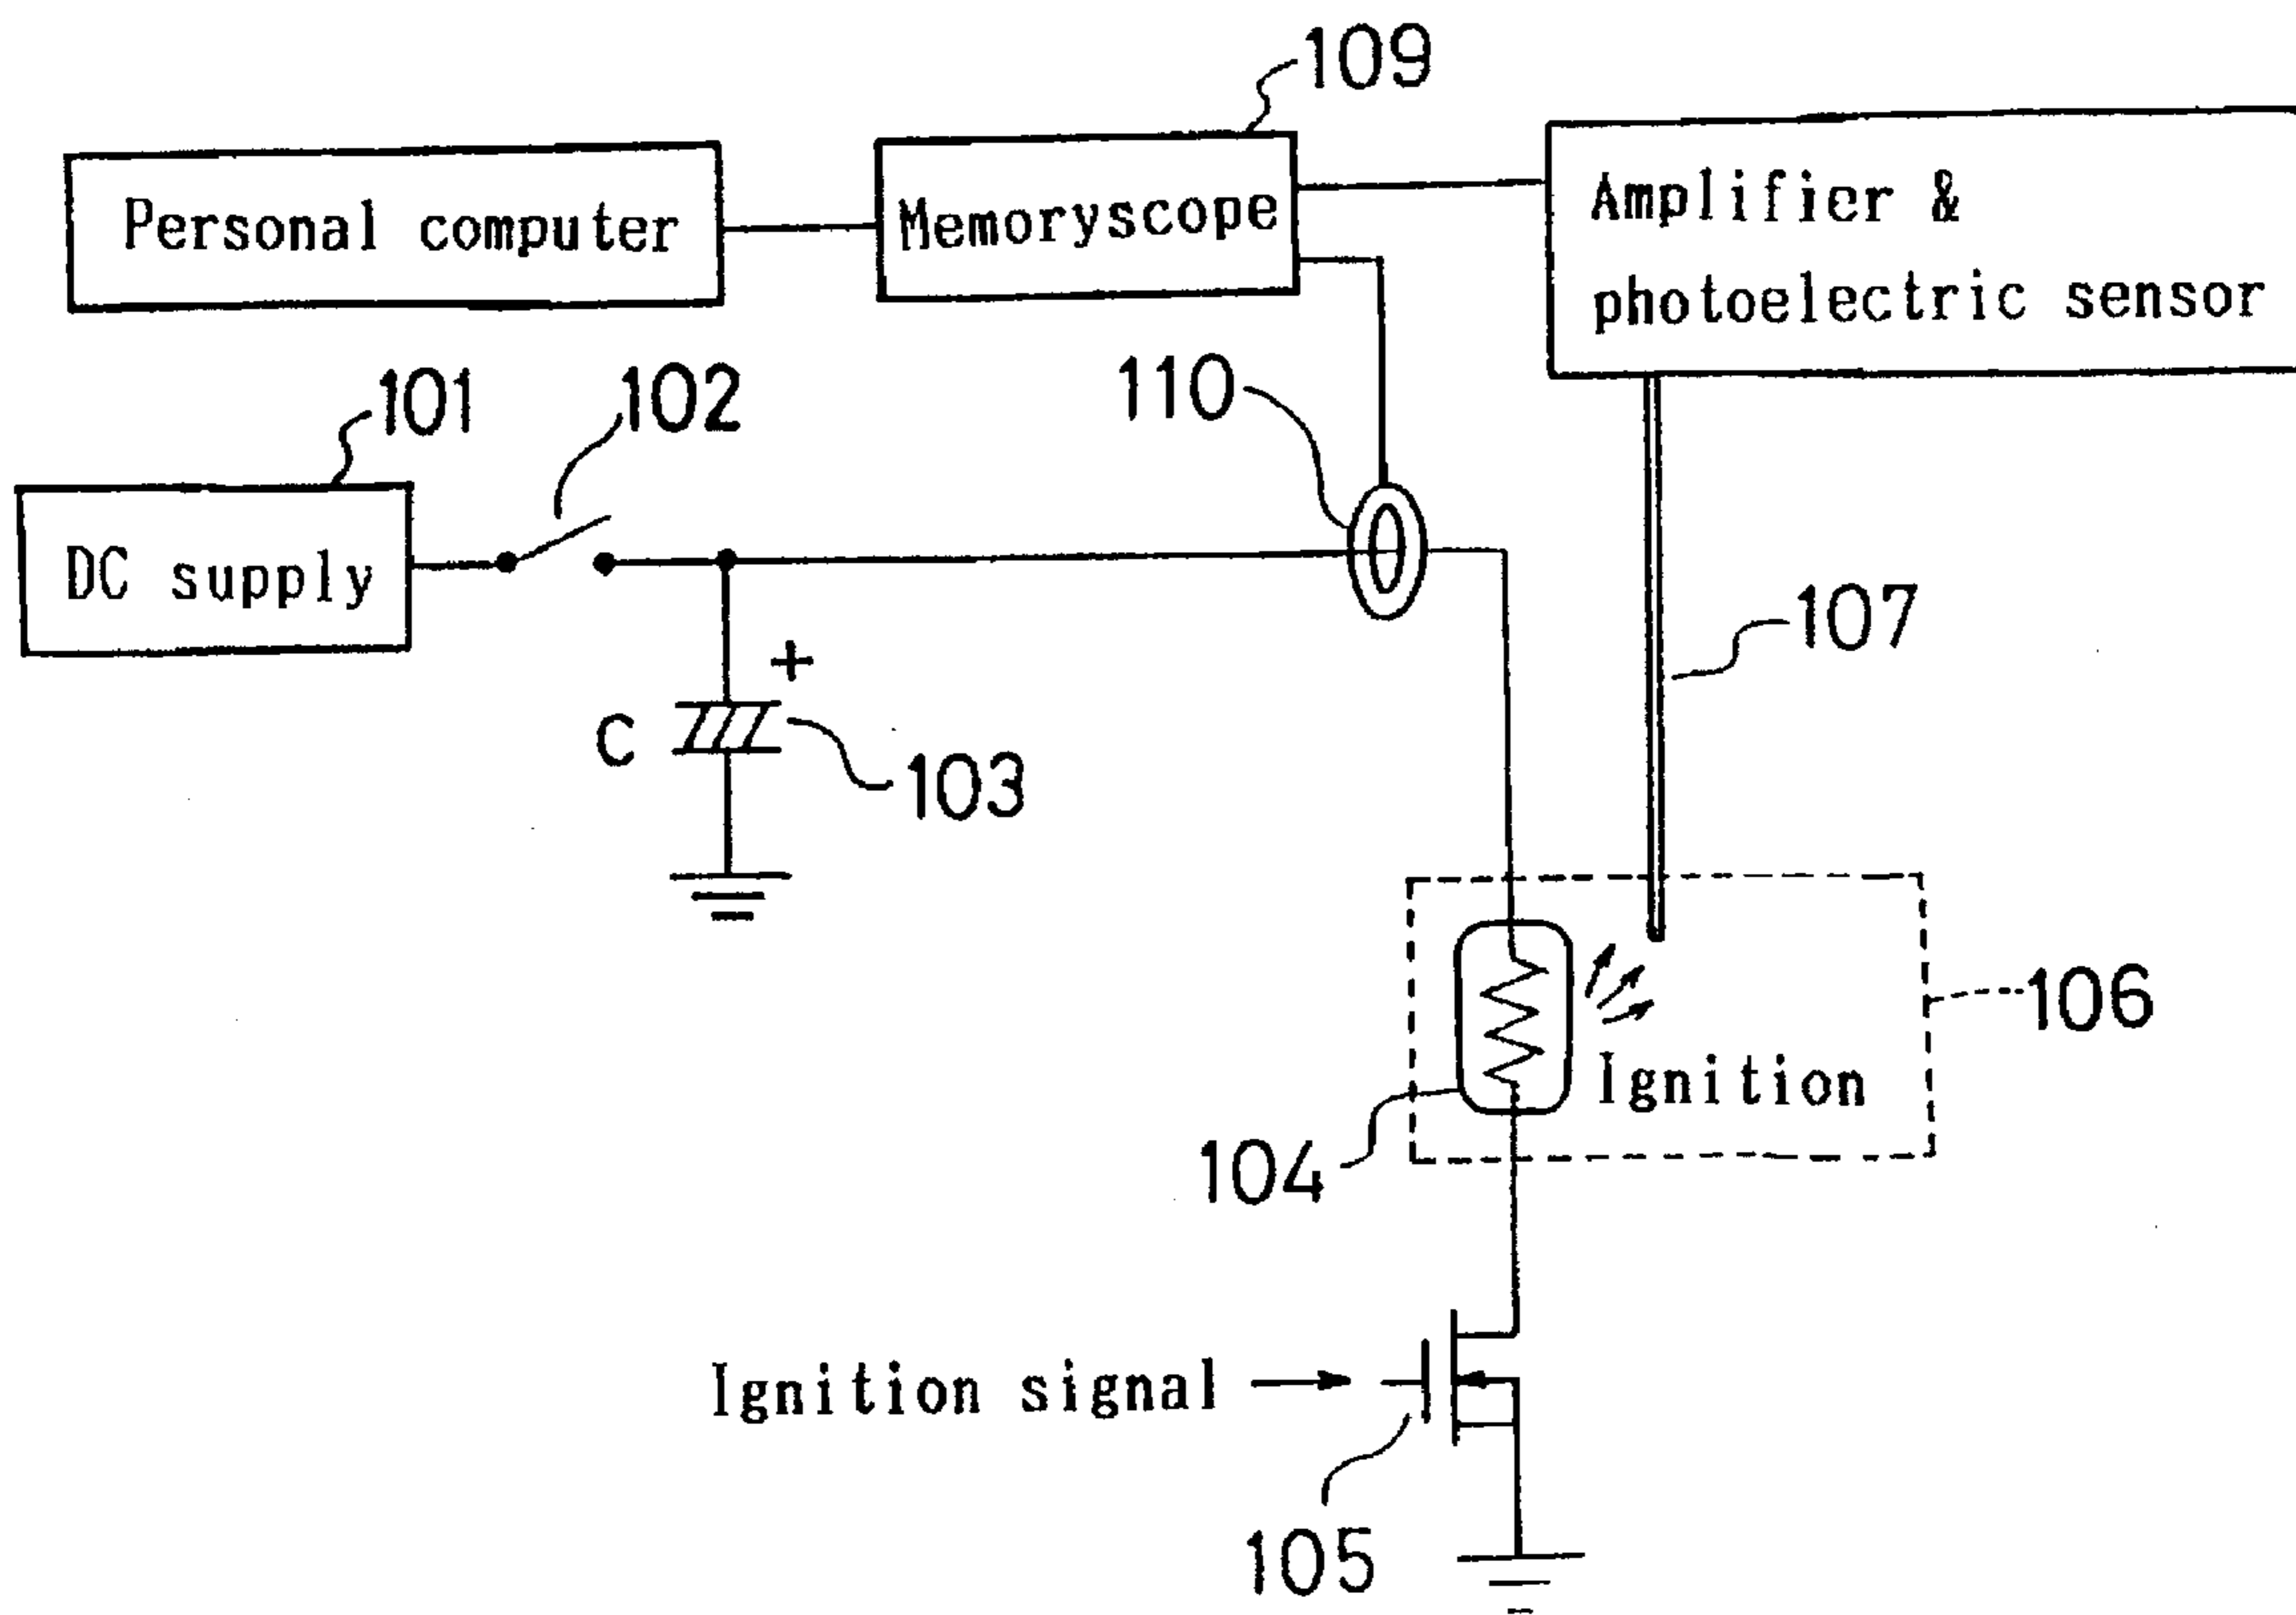 109
Personal computer
Memoryscope
Amplifier &
photoelectric sensor
101
102
110
DC supply
107
+
C
103
106
Ignition
104
Ignition signal
105